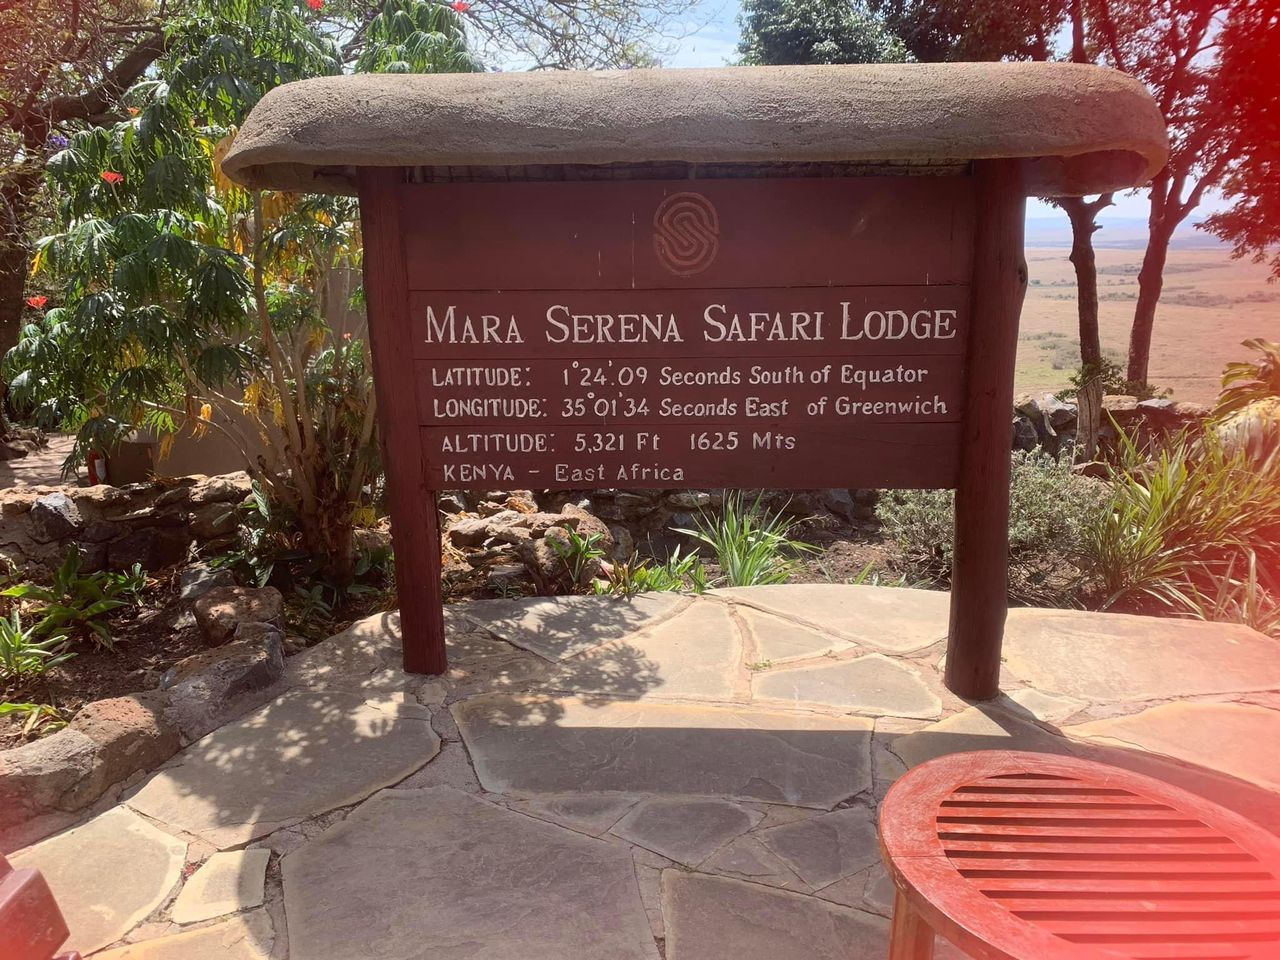 MARA SERENA SAFARI LODGE
LATITUDE: 1°24'.09 Seconds South of Equator
LONGITUDE: 35°01'34 Seconds East of Greenwich
ALTITUDE: 5,321 Ft 1625 Mts
KENYA - East Africa